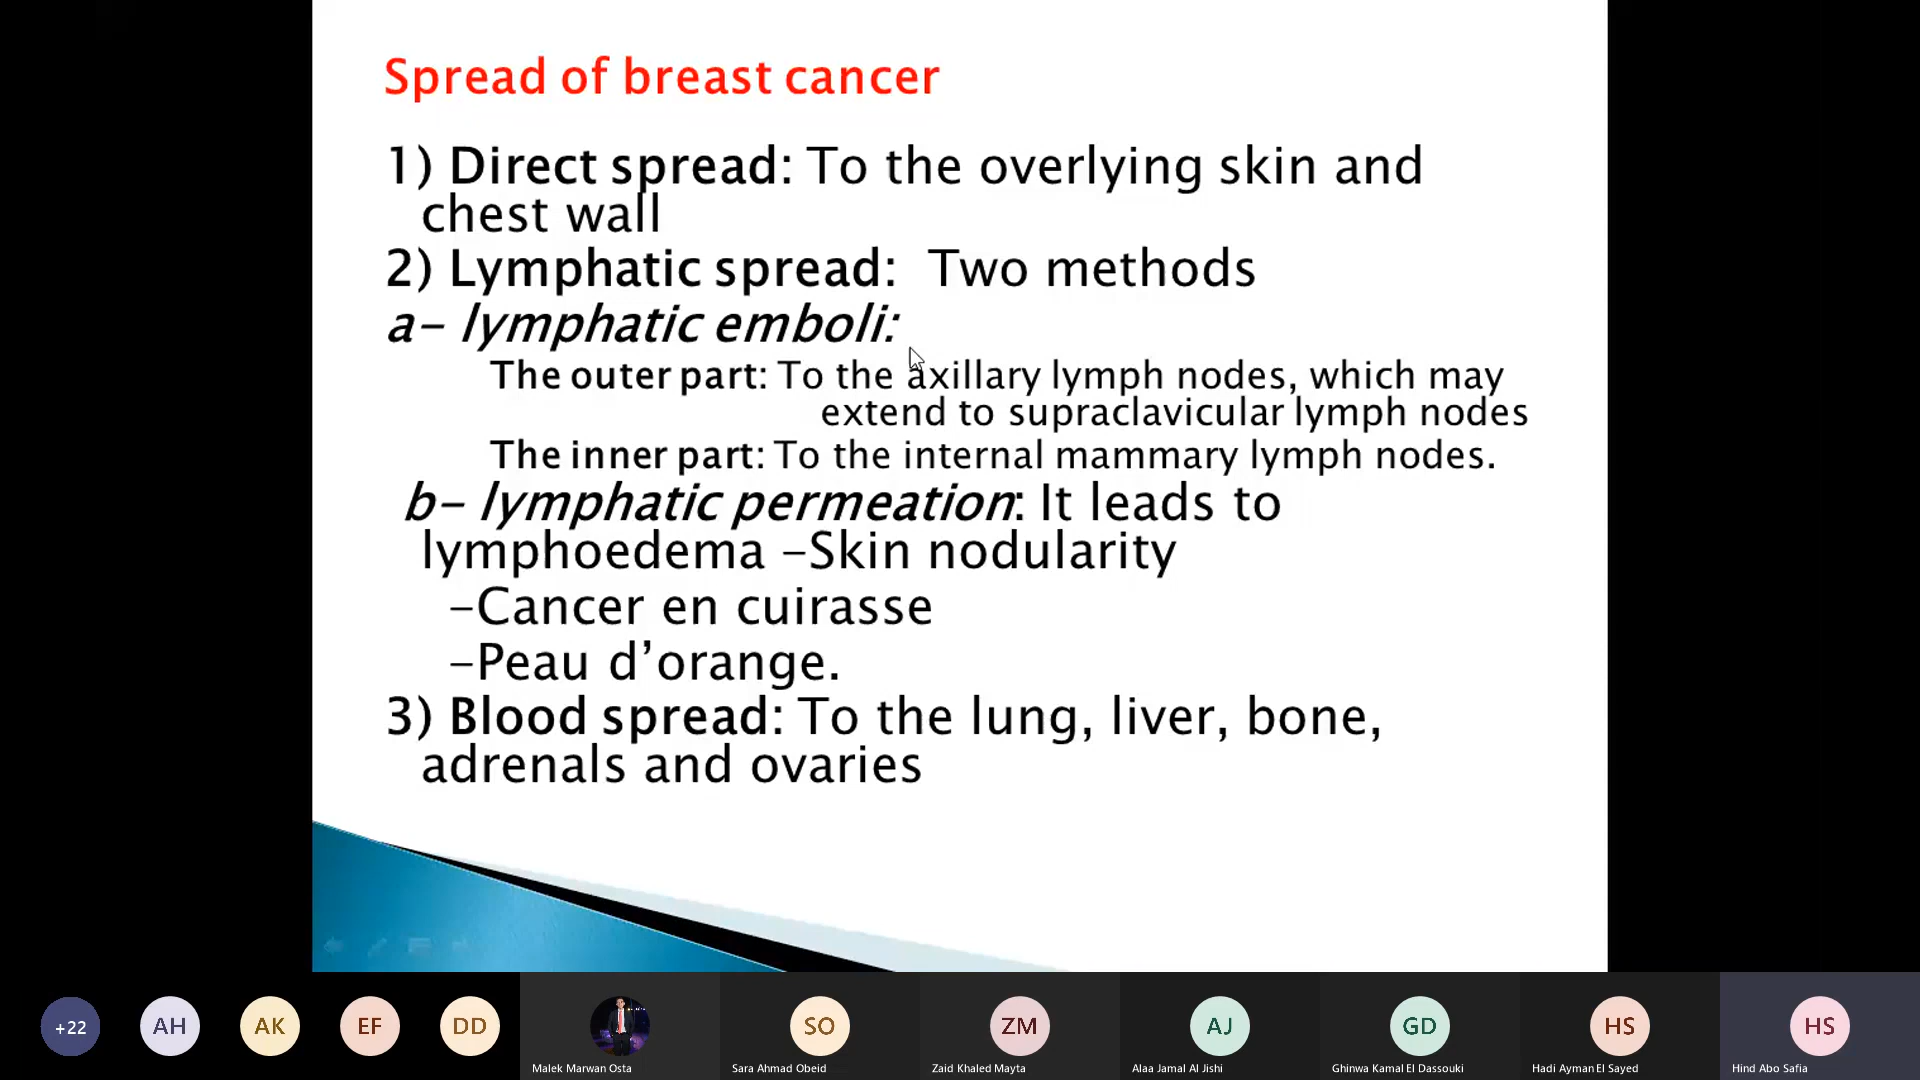 Spread of breast cancer
1) Direct spread: To the overlying skin and
chest wall
2) Lymphatic spread: Two methods
a- lymphatic emboli:
The outer part: To the axillary lymph nodes, which may
extend to supraclavicular lymph nodes
The inner part: To the internal mammary lymph nodes.
b- lymphatic permeation: It leads to
lymphoedema -Skin nodularity
-Cancer en cuirasse
-Peau d’orange.
3) Blood spread: To the lung, liver, bone,
adrenals and ovaries
+22 AH AK EF DD SO ZM AJ GD HS HS
Malek Marwan Osta Sara Ahmad Obeid Zaid Khaled Mayta Alaa Jamal Al Jishi Ghinwa Kamal El Dassouki Hadi Ayman El Sayed Hind Abo Safia